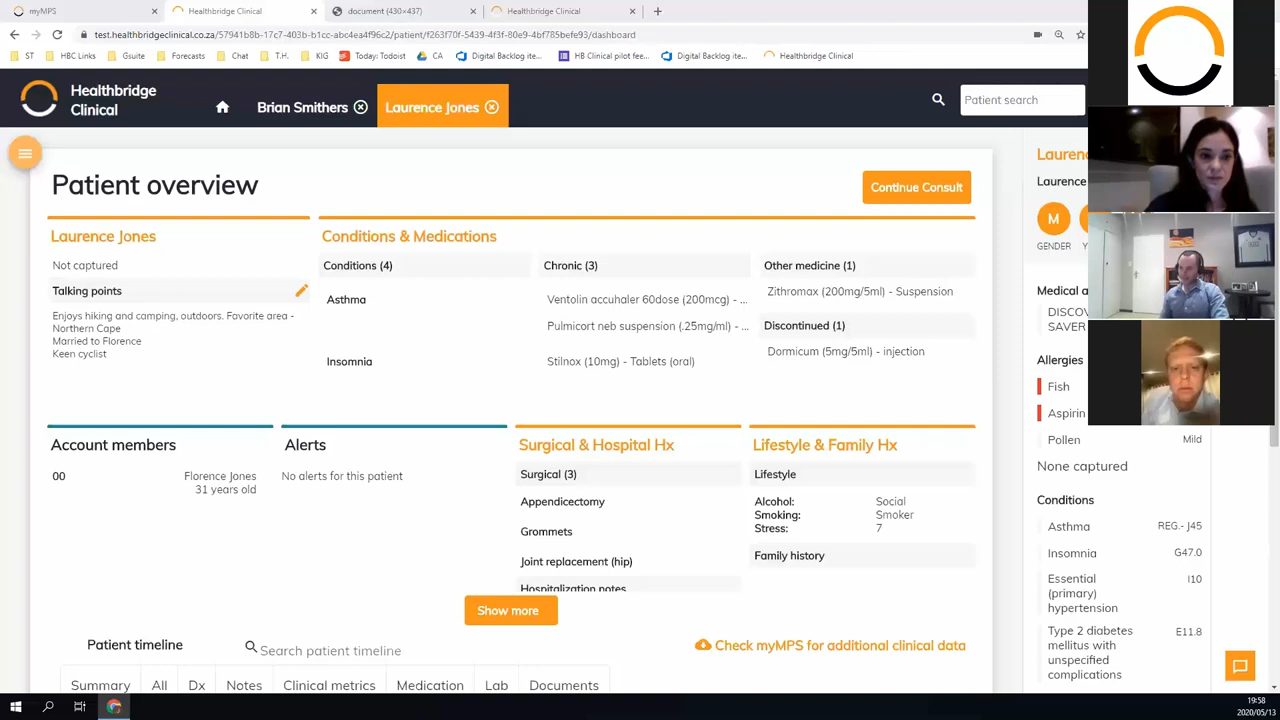 myMPS
Healthbridge Clinical
document (430×437)
Healthbridge Clinical
test.healthbridgeclinical.co.za/57941b8b-17c7-403b-b1cc-abc4ea4f96c2/patient/f263f70f-5439-4f3f-80e9-4bf785befe93/dashboard
ST
HBC Links
Gsuite
Forecasts
Chat
T.H.
KIG
Today: Todoist
CA
Digital Backlog ite...
HB Clinical pilot fee...
Digital Backlog ite...
Healthbridge Clinical
Healthbridge
Clinical
Brian Smithers
Laurence Jones
Patient search
Patient overview
Continue Consult
Laurence Jones
Not captured
Talking points
Enjoys hiking and camping, outdoors. Favorite area -
Northern Cape
Married to Florence
Keen cyclist
Conditions & Medications
Conditions (4)
Chronic (3)
Other medicine (1)
Asthma
Ventolin accuhaler 60dose (200mcg) - ...
Zithromax (200mg/5ml) - Suspension
Pulmicort neb suspension (.25mg/ml) - ...
Discontinued (1)
Insomnia
Stilnox (10mg) - Tablets (oral)
Dormicum (5mg/5ml) - injection
Account members
00
Florence Jones
31 years old
Alerts
No alerts for this patient
Surgical & Hospital Hx
Surgical (3)
Appendicectomy
Grommets
Joint replacement (hip)
Hospitalization notes
Lifestyle & Family Hx
Lifestyle
Alcohol: Social
Smoking: Smoker
Stress: 7
Family history
Show more
Patient timeline
Search patient timeline
Check myMPS for additional clinical data
Summary
All
Dx
Notes
Clinical metrics
Medication
Lab
Documents
Laurence
M
GENDER
Medical a
DISCOV
SAVER
Allergies
Fish
Aspirin
Pollen Mild
None captured
Conditions
Asthma REG.- J45
Insomnia G47.0
Essential I10
(primary)
hypertension
Type 2 diabetes E11.8
mellitus with
unspecified
complications
19:58
2020/05/13